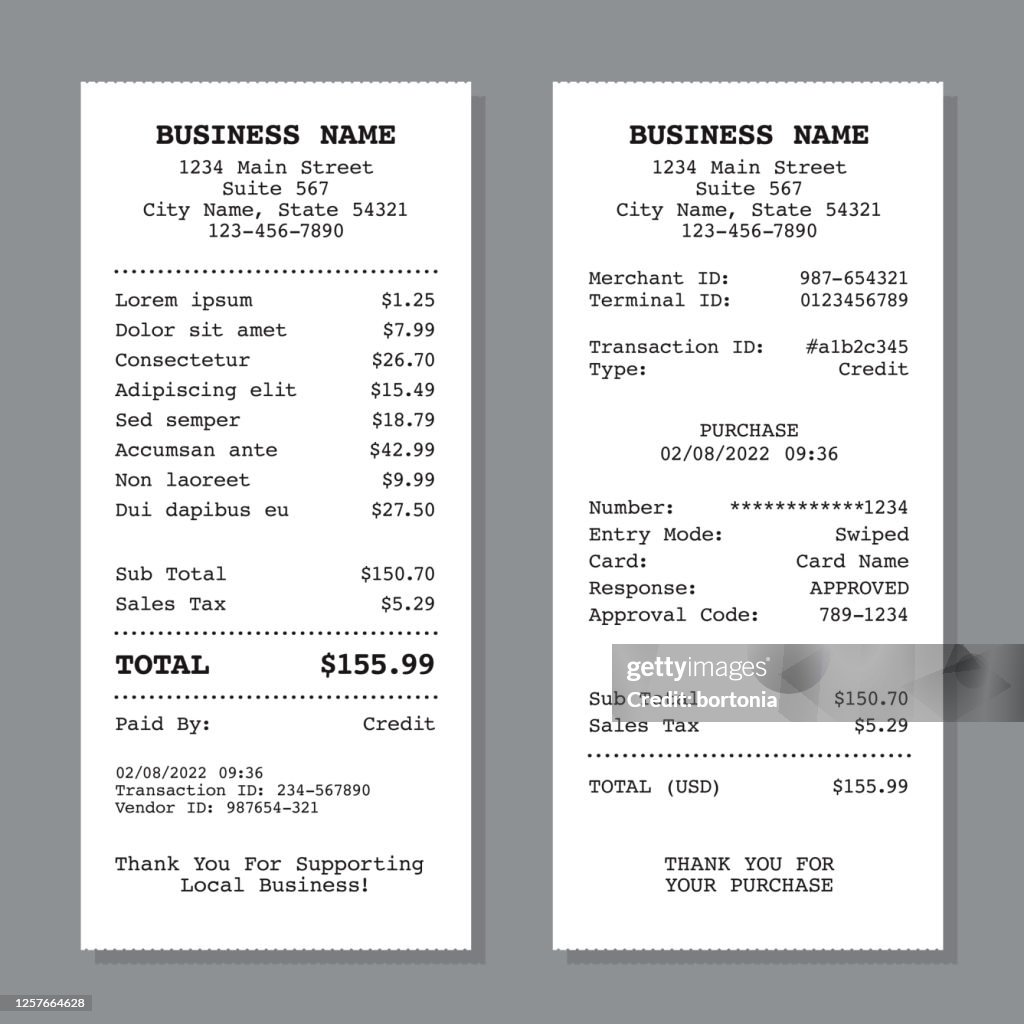 BUSINESS NAME
1234 Main Street
Suite 567
City Name, State 54321
123-456-7890
Lorem ipsum $1.25
Dolor sit amet $7.99
Consectetur $26.70
Adipiscing elit $15.49
Sed semper $18.79
Accumsan ante $42.99
Non laoreet $9.99
Dui dapibus eu $27.50
Sub Total $150.70
Sales Tax $5.29
TOTAL $155.99
Paid By: Credit
02/08/2022 09:36
Transaction ID: 234-567890
Vendor ID: 987654-321
Thank You For Supporting
Local Business!
BUSINESS NAME
1234 Main Street
Suite 567
City Name, State 54321
123-456-7890
Merchant ID: 987-654321
Terminal ID: 0123456789
Transaction ID: #a1b2c345
Type: Credit
PURCHASE
02/08/2022 09:36
Number: ************1234
Entry Mode: Swiped
Card: Card Name
Response: APPROVED
Approval Code: 789-1234
gettyimages®
Credit: bortonia
Sub Total $150.70
Sales Tax $5.29
TOTAL (USD) $155.99
THANK YOU FOR
YOUR PURCHASE
1257664628